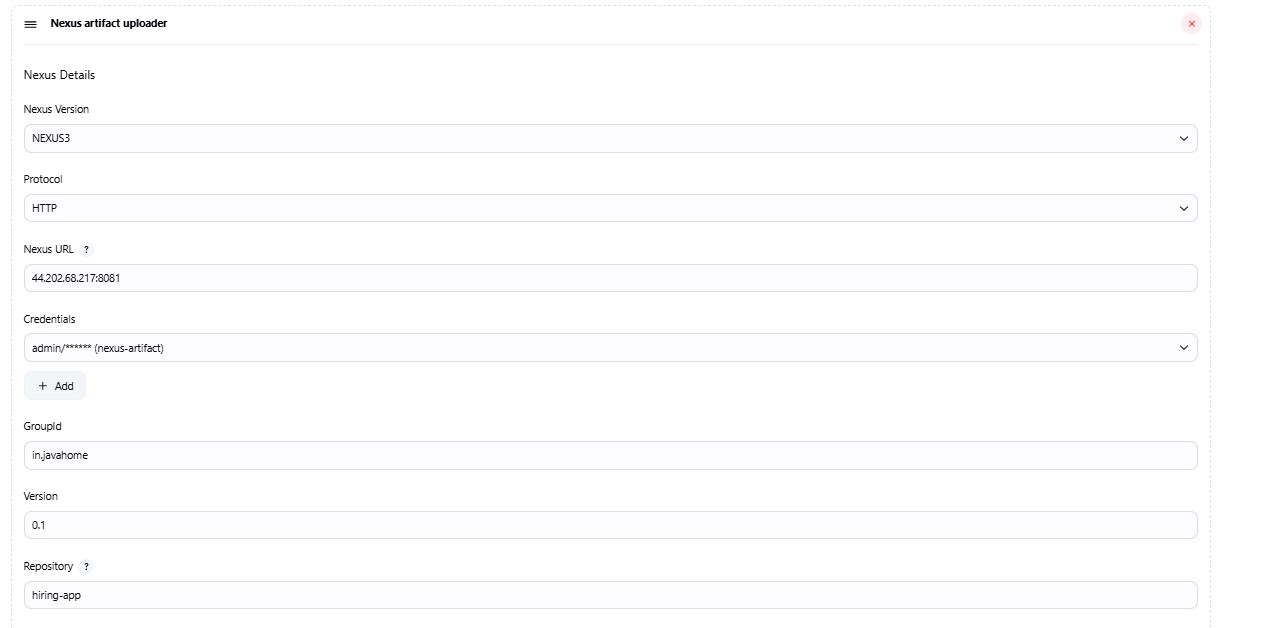 Nexus artifact uploader
Nexus Details
Nexus Version
NEXUS3
Protocol
HTTP
Nexus URL ?
44.202.68.217:8081
Credentials
admin/****** (nexus-artifact)
+ Add
GroupId
in.javahome
Version
0.1
Repository ?
hiring-app